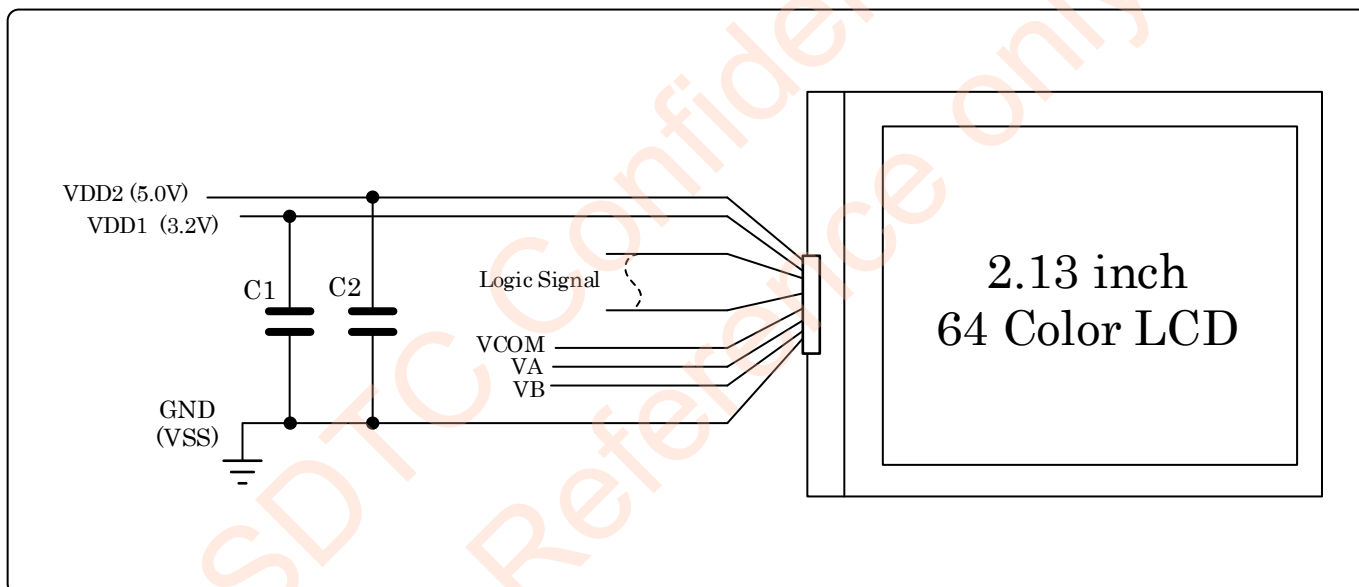 VDD2 (5.0V)
VDD1 (3.2V)
Logic Signal
C1
C2
VCOM
VA
VB
GND
(VSS)
2.13 inch
64 Color LCD
SDTC Confiden
Reference only